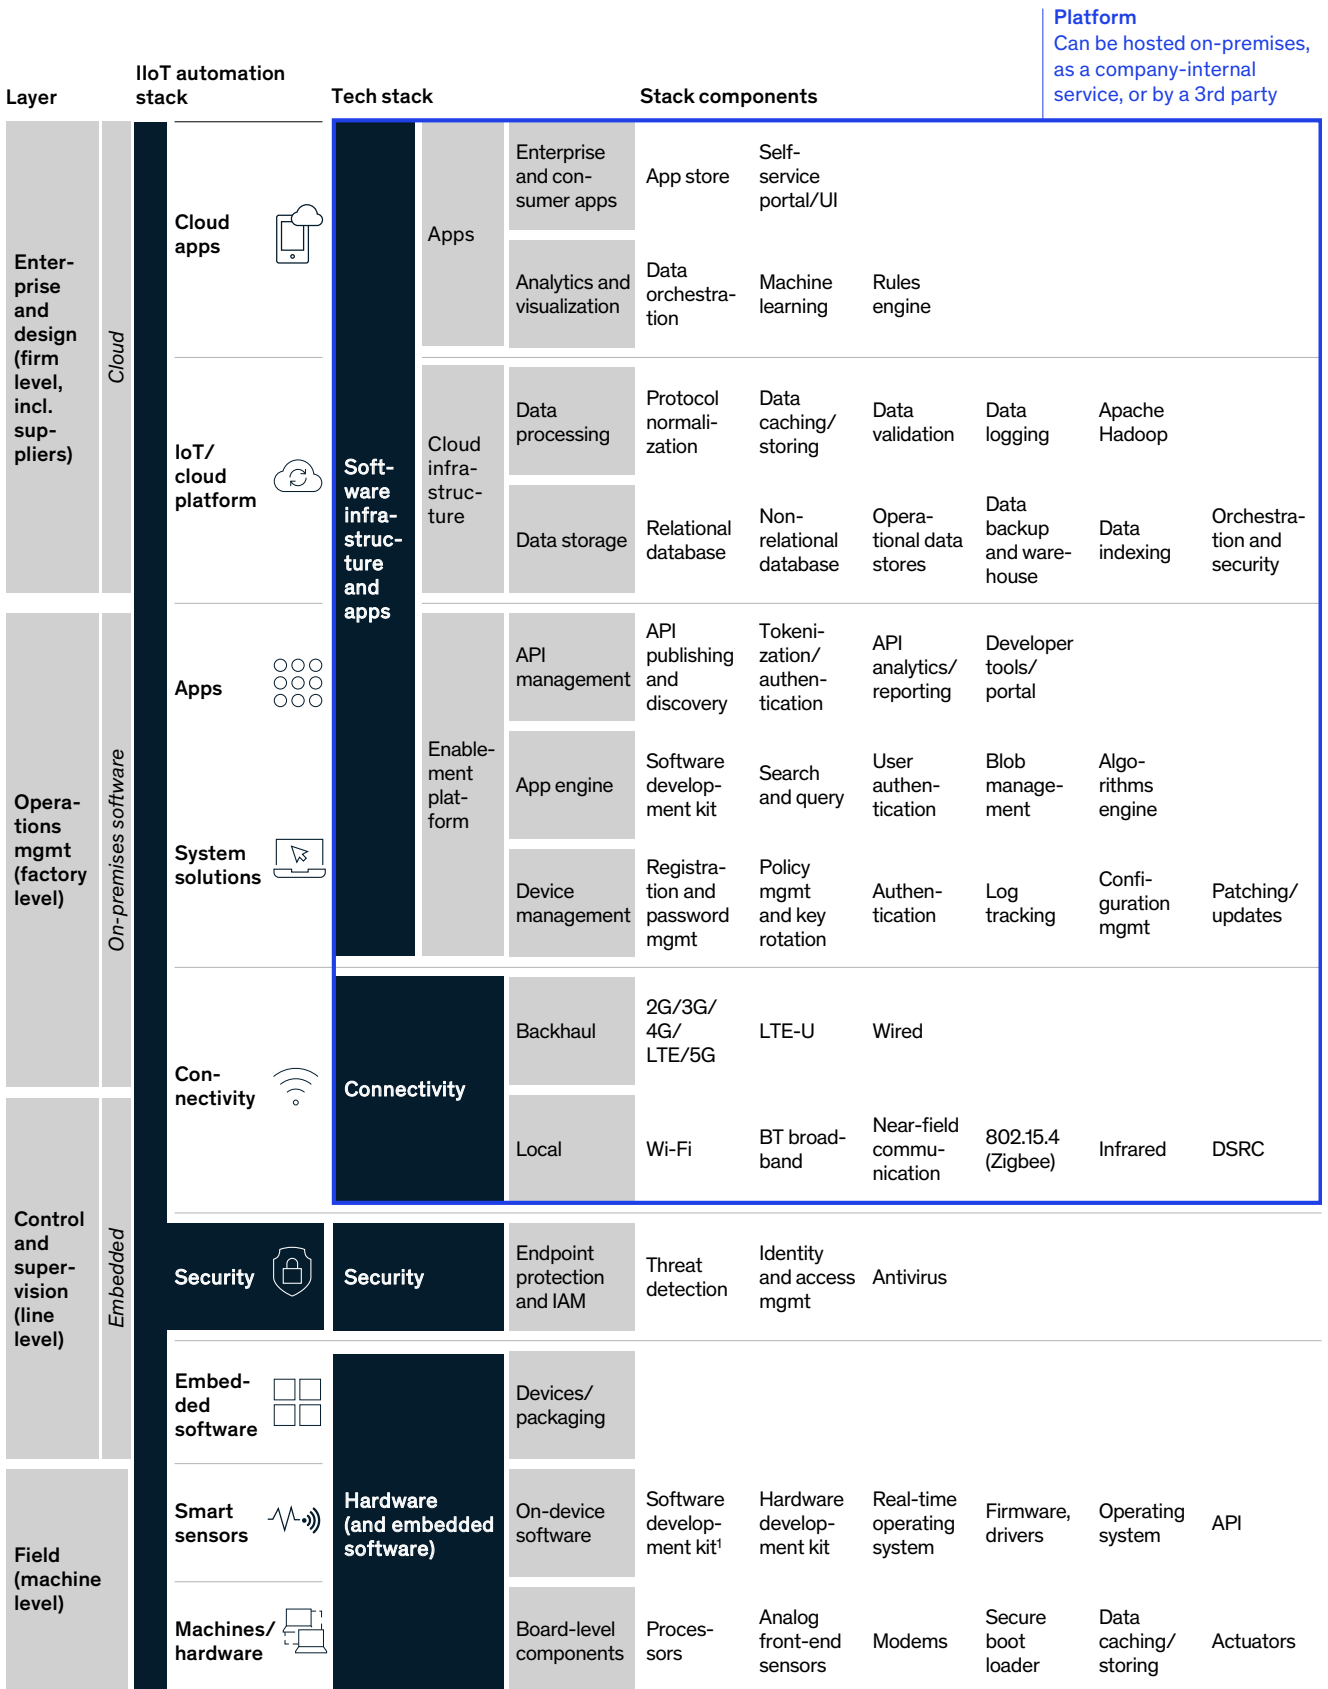 Platform
Can be hosted on-premises,
as a company-internal
service, or by a 3rd party
Layer
IIoT automation
stack
Tech stack
Stack components
Enter-
prise
and
design
(firm
level,
incl.
sup-
pliers)
Cloud
Cloud
apps
IoT/
cloud
platform
Soft-
ware
infra-
struc-
ture
and
apps
Apps
Enterprise
and con-
sumer apps
App store
Self-
service
portal/UI
Analytics and
visualization
Data
orchestra-
tion
Machine
learning
Rules
engine
Cloud
infra-
struc-
ture
Data
processing
Protocol
normali-
zation
Data
caching/
storing
Data
validation
Data
logging
Apache
Hadoop
Data storage
Relational
database
Non-
relational
database
Opera-
tional data
stores
Data
backup
and ware-
house
Data
indexing
Orchestra-
tion and
security
Opera-
tions
mgmt
(factory
level)
On-premises software
Apps
System
solutions
Enable-
ment
plat-
form
API
management
API
publishing
and
discovery
Tokeni-
zation/
authen-
tication
API
analytics/
reporting
Developer
tools/
portal
App engine
Software
develop-
ment kit
Search
and query
User
authen-
tication
Blob
manage-
ment
Algo-
rithms
engine
Device
management
Registra-
tion and
password
mgmt
Policy
mgmt
and key
rotation
Authen-
tication
Log
tracking
Confi-
guration
mgmt
Patching/
updates
Con-
nectivity
Connectivity
Backhaul
2G/3G/
4G/
LTE/5G
LTE-U
Wired
Local
Wi-Fi
BT broad-
band
Near-field
commu-
nication
802.15.4
(Zigbee)
Infrared
DSRC
Control
and
super-
vision
(line
level)
Embedded
Security
Security
Endpoint
protection
and IAM
Threat
detection
Identity
and access
mgmt
Antivirus
Embed-
ded
software
Hardware
(and embedded
software)
Devices/
packaging
Field
(machine
level)
Smart
sensors
On-device
software
Software
develop-
ment kit¹
Hardware
develop-
ment kit
Real-time
operating
system
Firmware,
drivers
Operating
system
API
Machines/
hardware
Board-level
components
Proces-
sors
Analog
front-end
sensors
Modems
Secure
boot
loader
Data
caching/
storing
Actuators